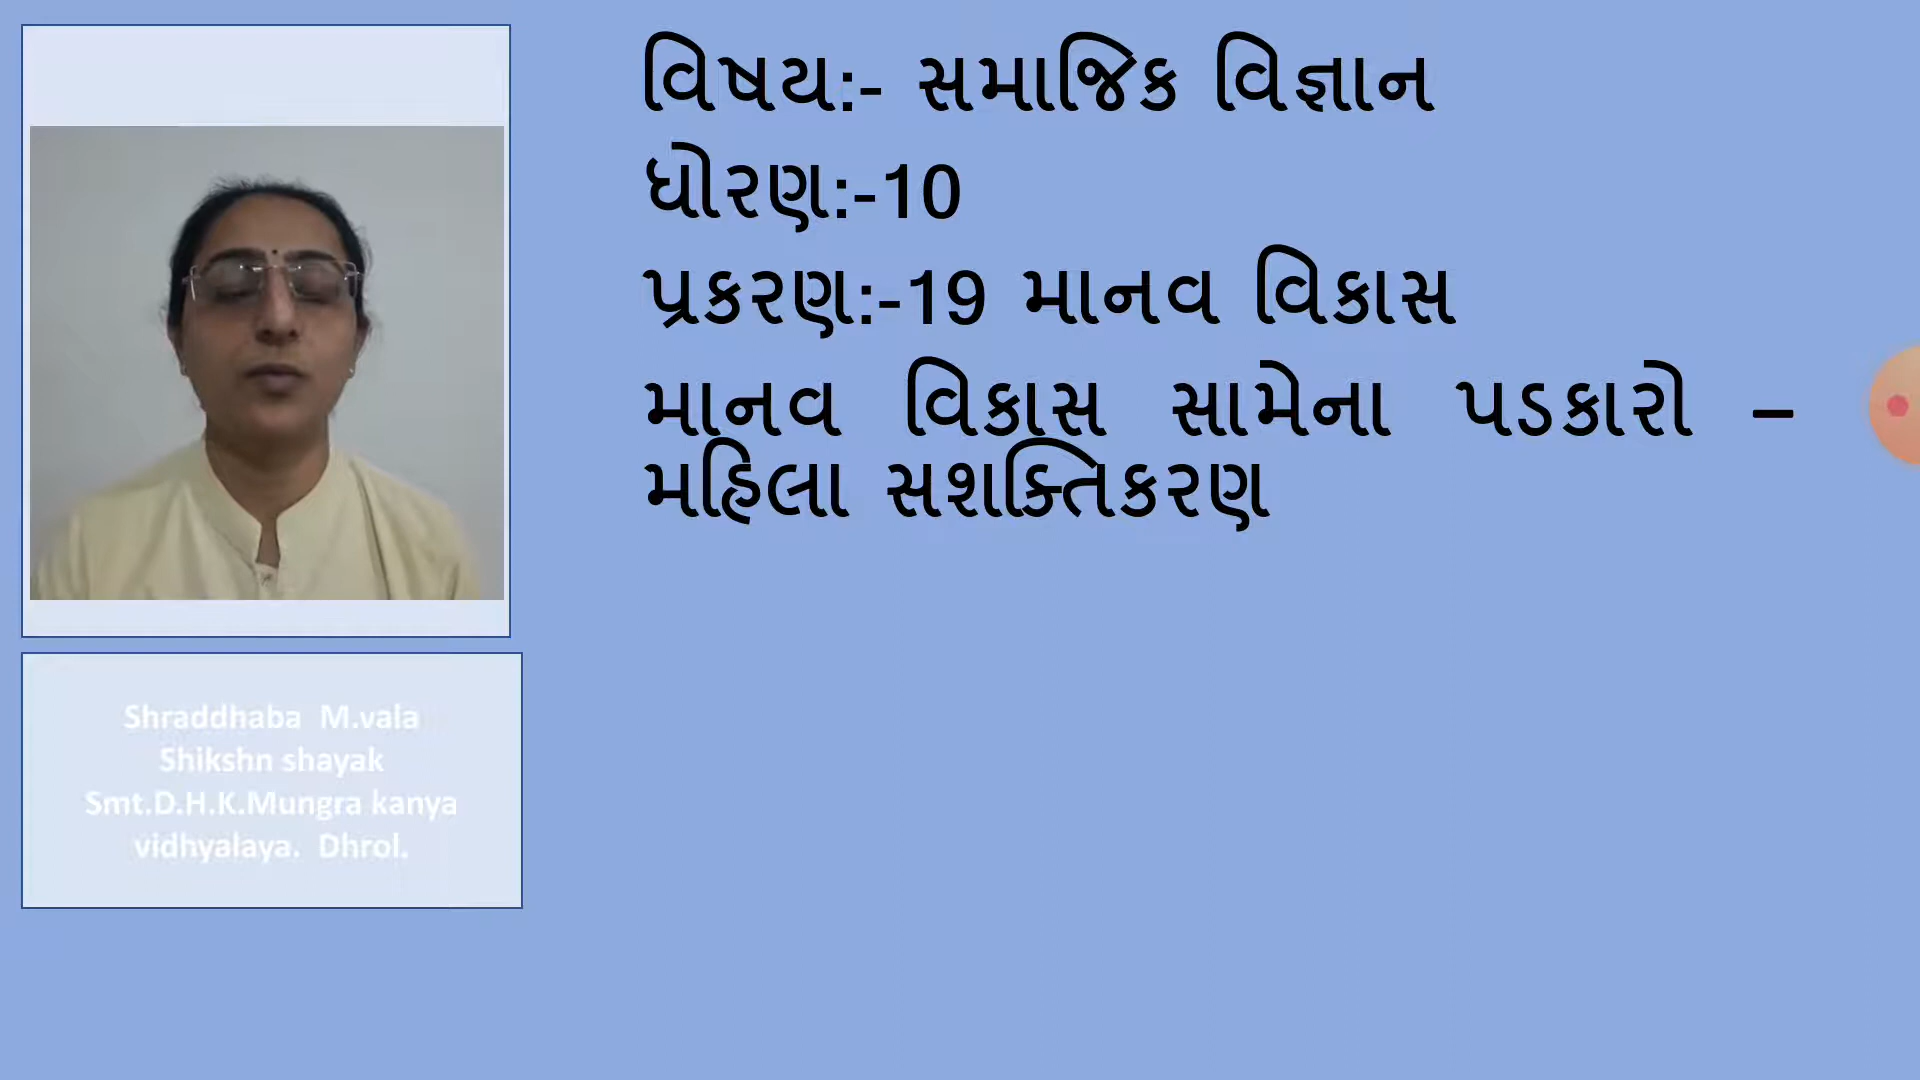 વિષય:- સમાજિક વિજ્ઞાન
ધોરણ:-10
પ્રકરણ:-19 માનવ વિકાસ
માનવ વિકાસ સામેના પડકારો –
મહિલા સશક્તિકરણ
Shraddhaba M.vala
Shikshn shayak
Smt.D.H.K.Mungra kanya
vidhyalaya. Dhrol.